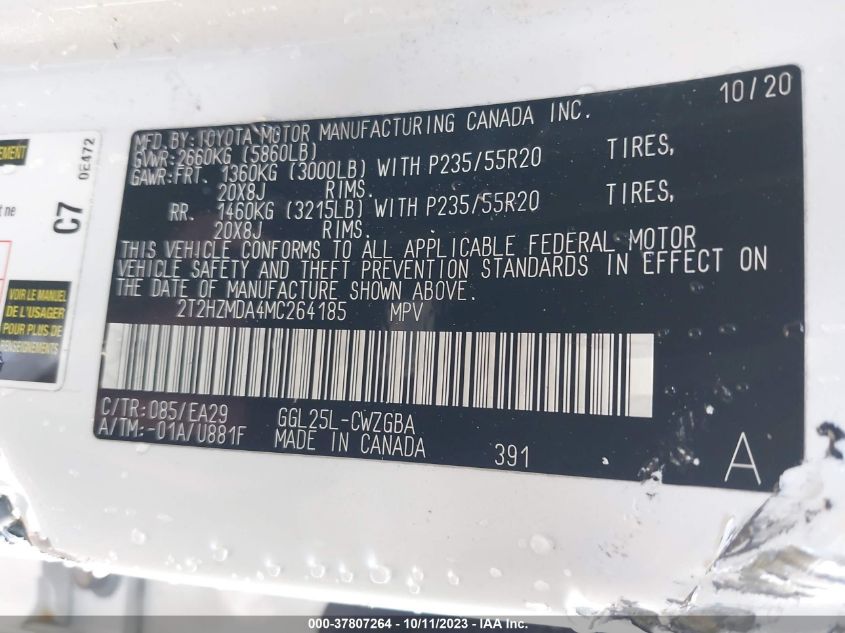 10/20
MFD.BY:TOYOTA MOTOR MANUFACTURING CANADA INC.
GVWR:2660KG (5860LB)
GAWR:FRT. 1360KG (3000LB) WITH P235/55R20 TIRES,
20X8J RIMS.
RR. 1460KG (3215LB) WITH P235/55R20 TIRES,
20X8J RIMS.
THIS VEHICLE CONFORMS TO ALL APPLICABLE FEDERAL MOTOR
VEHICLE SAFETY AND THEFT PREVENTION STANDARDS IN EFFECT ON
THE DATE OF MANUFACTURE SHOWN ABOVE.
2T2HZMDA4MC264185 MPV
C/TR:085/EA29 GGL25L-CWZGBA
A/TM:-01A/U881F MADE IN CANADA 391
A
C7
0E472
VOIR LE MANUEL
DE L'USAGER
POUR PLUS DE
RENSEIGNEMENTS
000-37807264 - 10/11/2023 - IAA Inc.